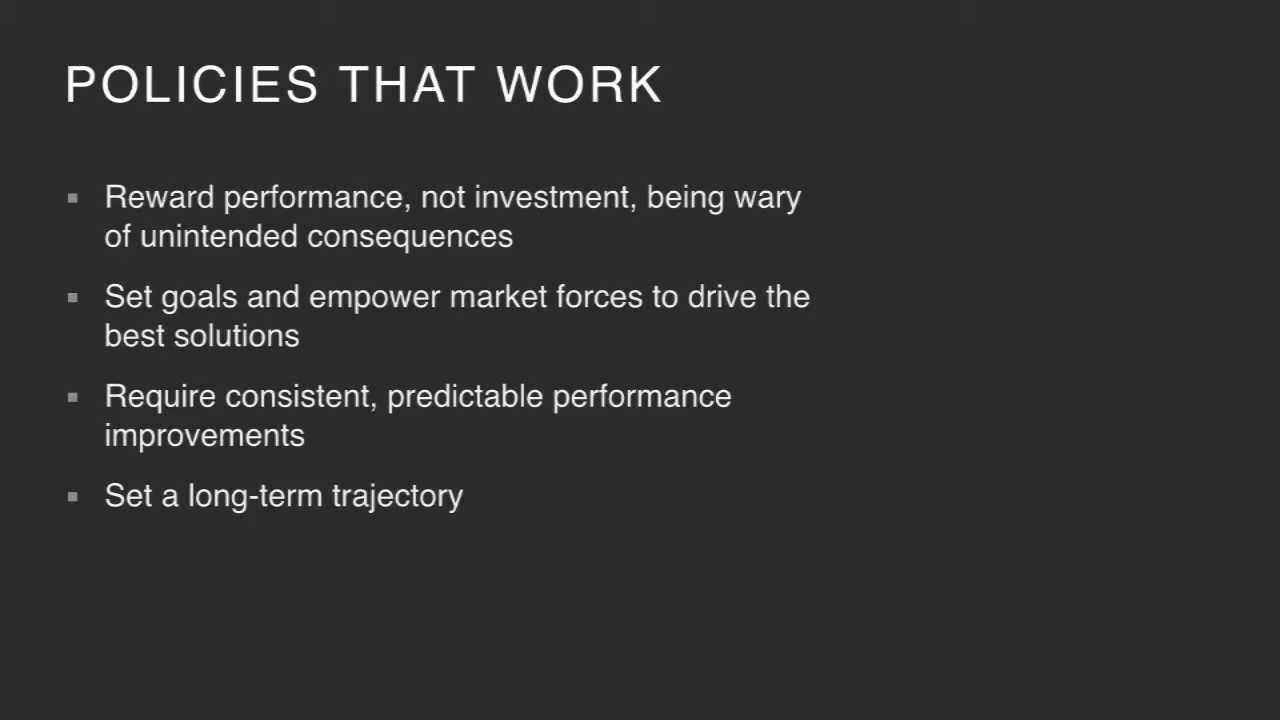 POLICIES THAT WORK
▪ Reward performance, not investment, being wary
of unintended consequences
▪ Set goals and empower market forces to drive the
best solutions
▪ Require consistent, predictable performance
improvements
▪ Set a long-term trajectory